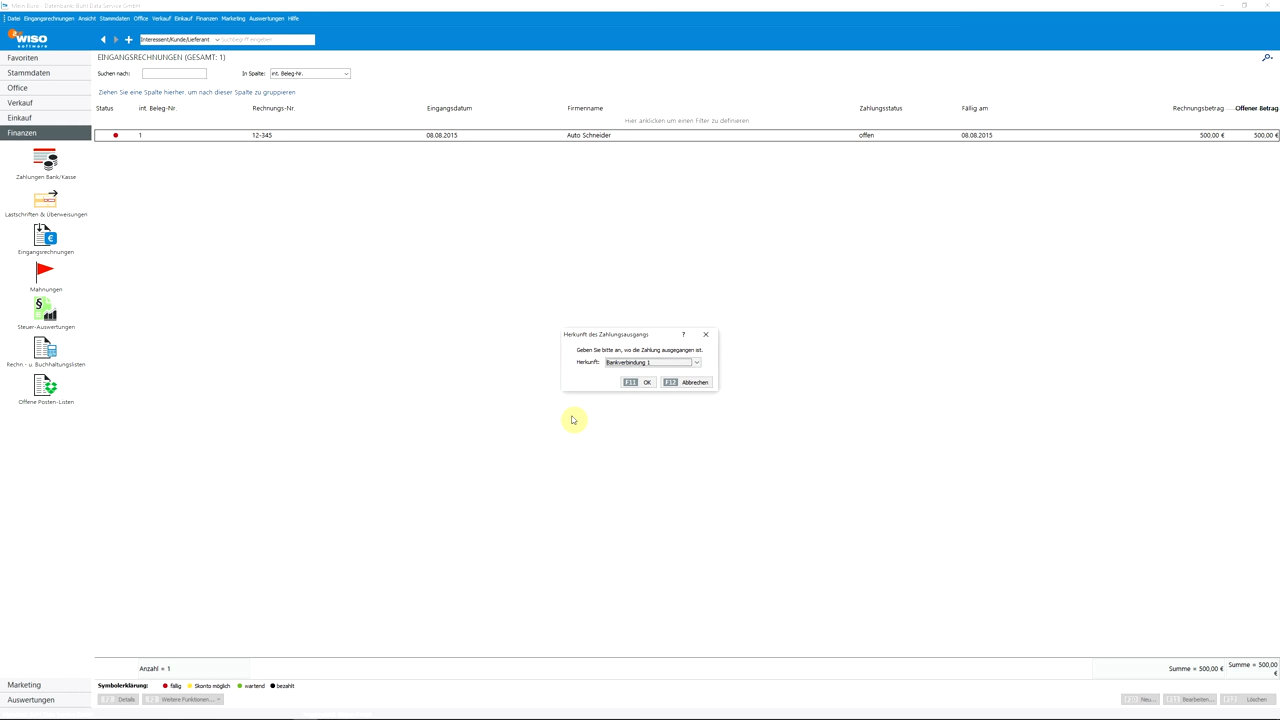 Mein Büro - Datenbank: Buhl Data Service GmbH
Datei Eingangsrechnungen Ansicht Stammdaten Office Verkauf Einkauf Finanzen Marketing Auswertungen Hilfe
WISO
software
Interessent/Kunde/Lieferant
Suchbegriff eingeben
Favoriten
Stammdaten
Office
Verkauf
Einkauf
Finanzen
Zahlungen Bank/Kasse
Lastschriften & Überweisungen
Eingangsrechnungen
Mahnungen
Steuer-Auswertungen
Rechn.- u. Buchhaltungslisten
Offene Posten-Listen
Marketing
Auswertungen
EINGANGSRECHNUNGEN (GESAMT: 1)
Suchen nach:
In Spalte: int. Beleg-Nr.
Ziehen Sie eine Spalte hierher, um nach dieser Spalte zu gruppieren
Status int. Beleg-Nr. Rechnungs-Nr. Eingangsdatum Firmenname Zahlungsstatus Fällig am Rechnungsbetrag Offener Betrag
Hier anklicken um einen Filter zu definieren
1 12-345 08.08.2015 Auto Schneider offen 08.08.2015 500,00 € 500,00 €
Herkunft des Zahlungsausgangs ?
Geben Sie bitte an, wo die Zahlung ausgegangen ist.
Herkunft: Bankverbindung 1
F11 OK F12 Abbrechen
Anzahl = 1
Summe = 500,00 €
Summe = 500,00
€
Symbolerklärung: fällig Skonto möglich wartend bezahlt
Details
Weitere Funktionen...
Neu...
Bearbeiten...
Löschen